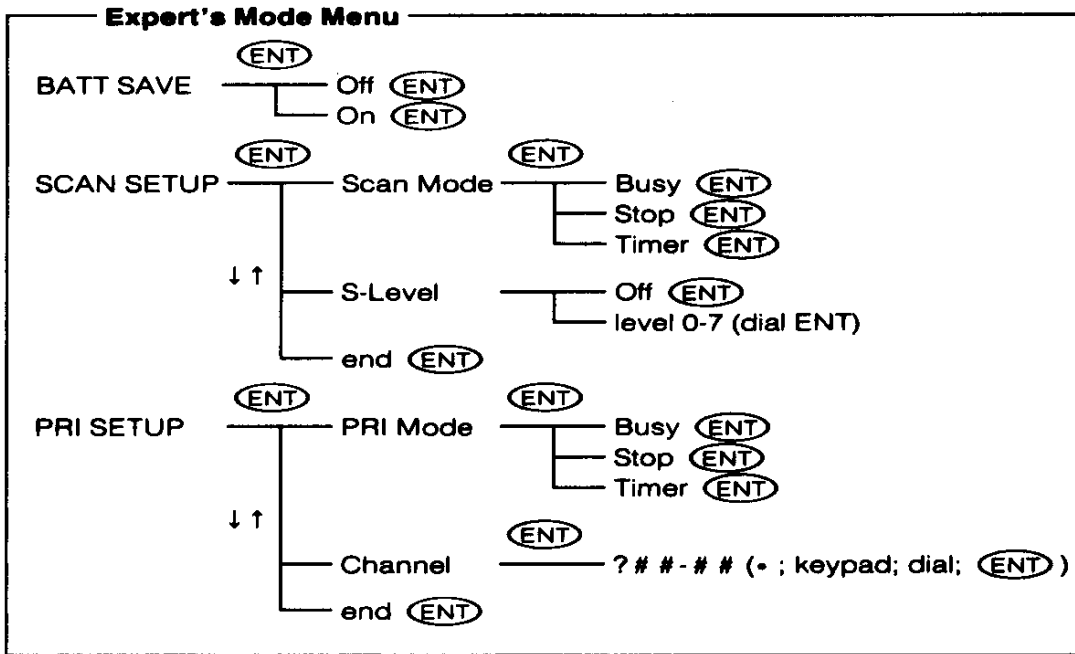 Expert's Mode Menu
ENT
BATT SAVE Off ENT
On ENT
ENT ENT
SCAN SETUP Scan Mode Busy ENT
Stop ENT
Timer ENT
↓ ↑
S-Level Off ENT
level 0-7 (dial ENT)
end ENT
ENT ENT
PRI SETUP PRI Mode Busy ENT
Stop ENT
Timer ENT
↓ ↑
ENT
Channel ?# #-# # (• ; keypad; dial; ENT)
end ENT